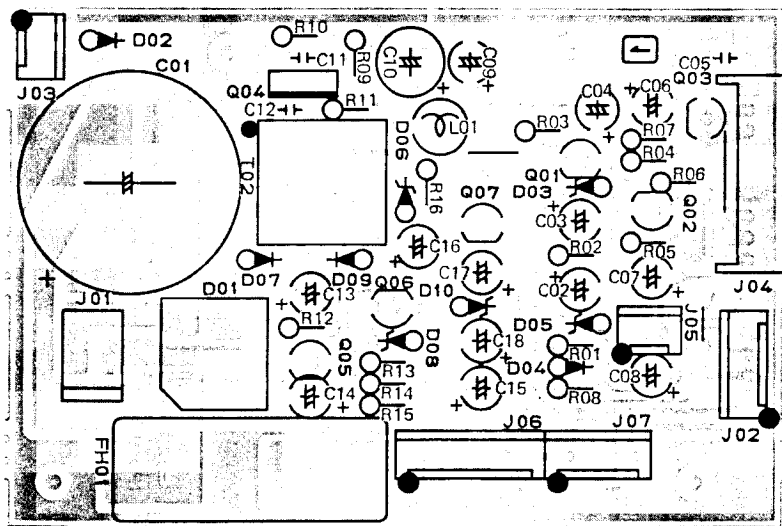 R10
D02
C01
J03
C11
R09
C10
C09
C05
Q03
Q04
C12
R11
C04
C06
L01
R03
R07
R04
D06
T02
R16
Q01
D03
R06
Q07
Q02
C03
C16
R02
R05
D07
D09
C17
C07
J04
J01
D01
C13
Q06
D10
C02
R12
D08
C18
D05
J05
Q05
R13
R01
D04
C08
C14
R14
C15
R08
R15
J06
J07
J02
FH01